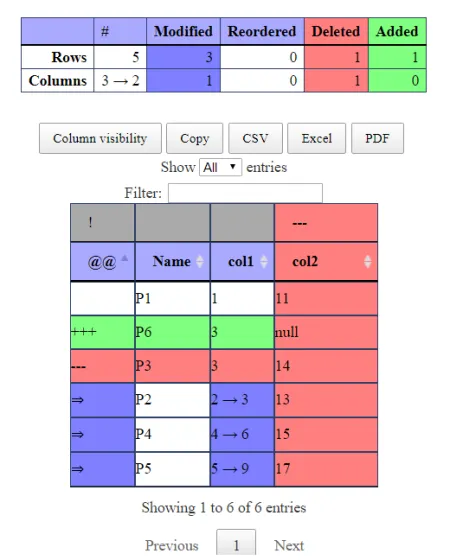 # Modified Reordered Deleted Added
Rows 5 3 0 1 1
Columns 3 → 2 1 0 1 0
Column visibility Copy CSV Excel PDF
Show All entries
Filter:
! ---
@@ Name col1 col2
P1 1 11
+++ P6 3 null
--- P3 3 14
⇒ P2 2 → 3 13
⇒ P4 4 → 6 15
⇒ P5 5 → 9 17
Showing 1 to 6 of 6 entries
Previous 1 Next